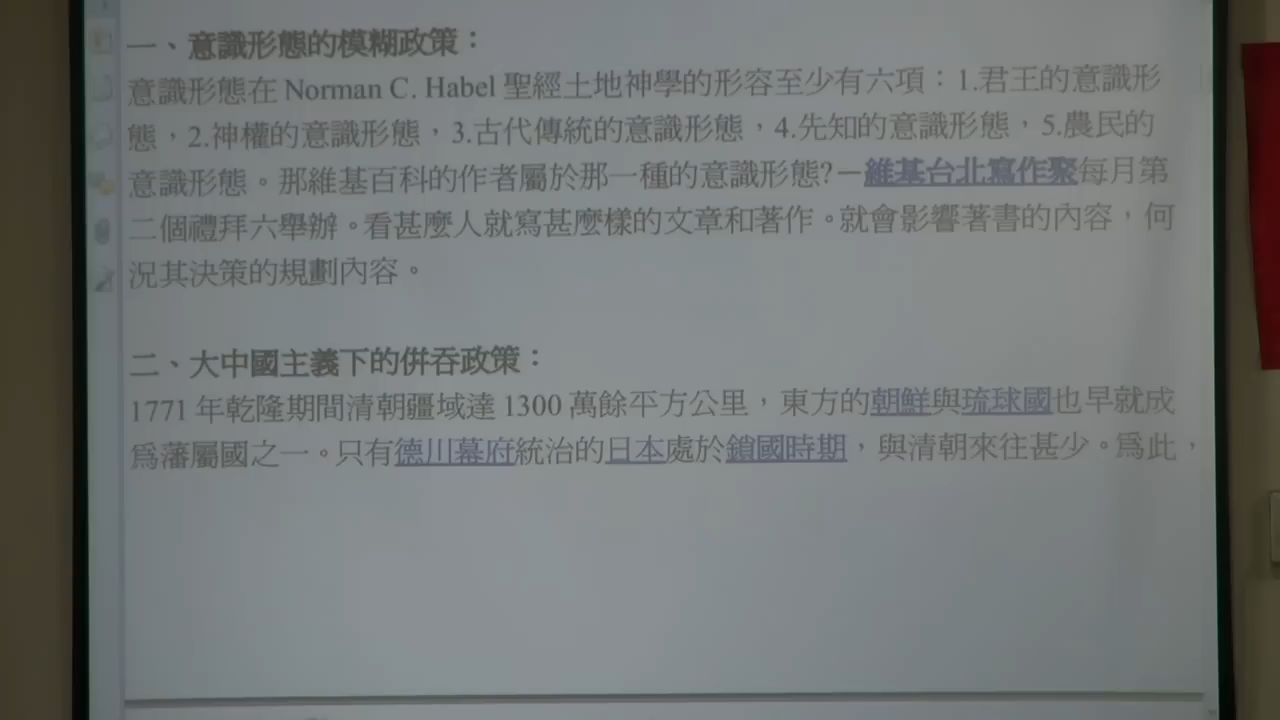 一、意識形態的模糊政策：
意識形態在 Norman C. Habel 聖經土地神學的形容至少有六項：1.君王的意識形
態，2.神權的意識形態，3.古代傳統的意識形態，4.先知的意識形態，5.農民的
意識形態。那維基百科的作者屬於那一種的意識形態?－維基台北寫作聚每月第
二個禮拜六舉辦。看甚麼人就寫甚麼樣的文章和著作。就會影響著書的內容，何
況其決策的規劃內容。
二、大中國主義下的併吞政策：
1771 年乾隆期間清朝疆域達 1300 萬餘平方公里，東方的朝鮮與琉球國也早就成
為藩屬國之一。只有德川幕府統治的日本處於鎖國時期，與清朝來往甚少。為此，